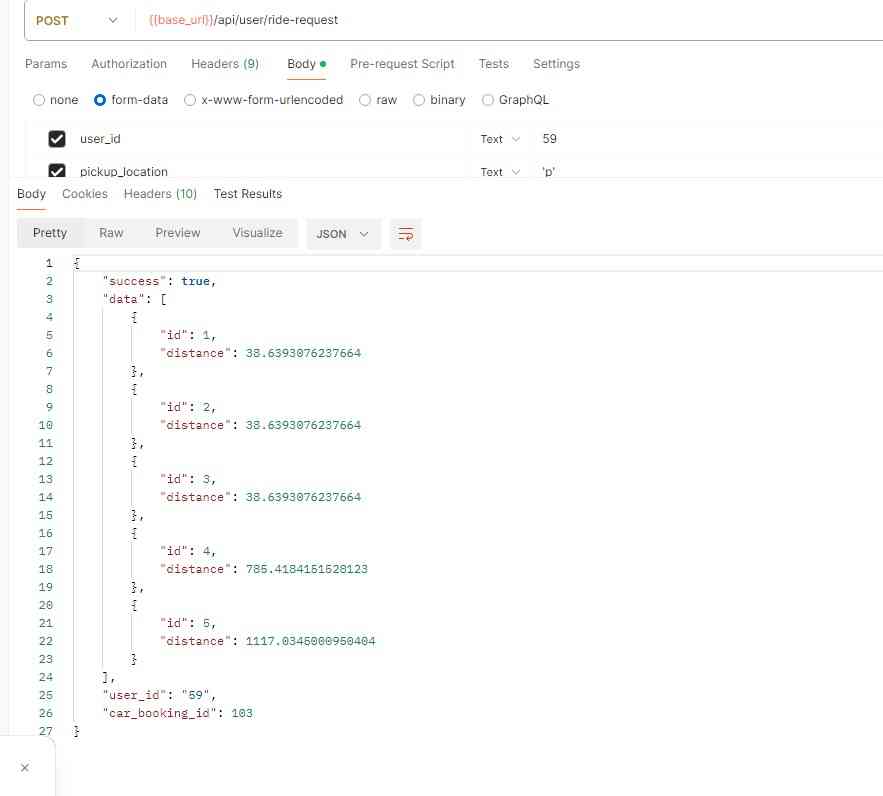 POST {{base_url}}/api/user/ride-request
Params Authorization Headers (9) Body Pre-request Script Tests Settings
none form-data x-www-form-urlencoded raw binary GraphQL
user_id Text 59
pickup_location Text 'p'
Body Cookies Headers (10) Test Results
Pretty Raw Preview Visualize JSON
1 {
2 "success": true,
3 "data": [
4 {
5 "id": 1,
6 "distance": 38.6393076237664
7 },
8 {
9 "id": 2,
10 "distance": 38.6393076237664
11 },
12 {
13 "id": 3,
14 "distance": 38.6393076237664
15 },
16 {
17 "id": 4,
18 "distance": 785.4184151528123
19 },
20 {
21 "id": 5,
22 "distance": 1117.0345000950404
23 }
24 ],
25 "user_id": "59",
26 "car_booking_id": 103
27 }